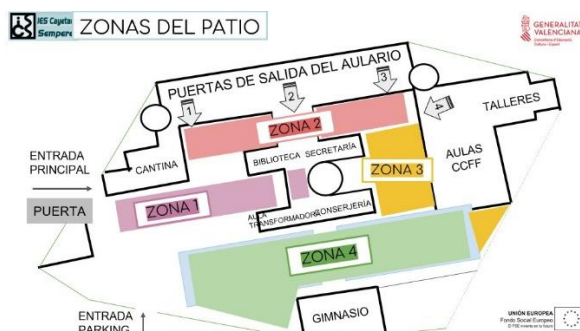 IES Cayetano
Sempere
ZONAS DEL PATIO
GENERALITAT
VALENCIANA
PUERTAS DE SALIDA DEL AULARIO
1
2
3
4
TALLERES
ZONA 2
CANTINA
BIBLIOTECA
SECRETARÍA
AULAS
CCFF
ENTRADA
PRINCIPAL
ZONA 3
PUERTA
ZONA 1
AULA
TRANSFORMADORA
CONSERJERÍA
ZONA 4
GIMNASIO
ENTRADA
PARKING
UNIÓN EUROPEA
Fondo Social Europeo